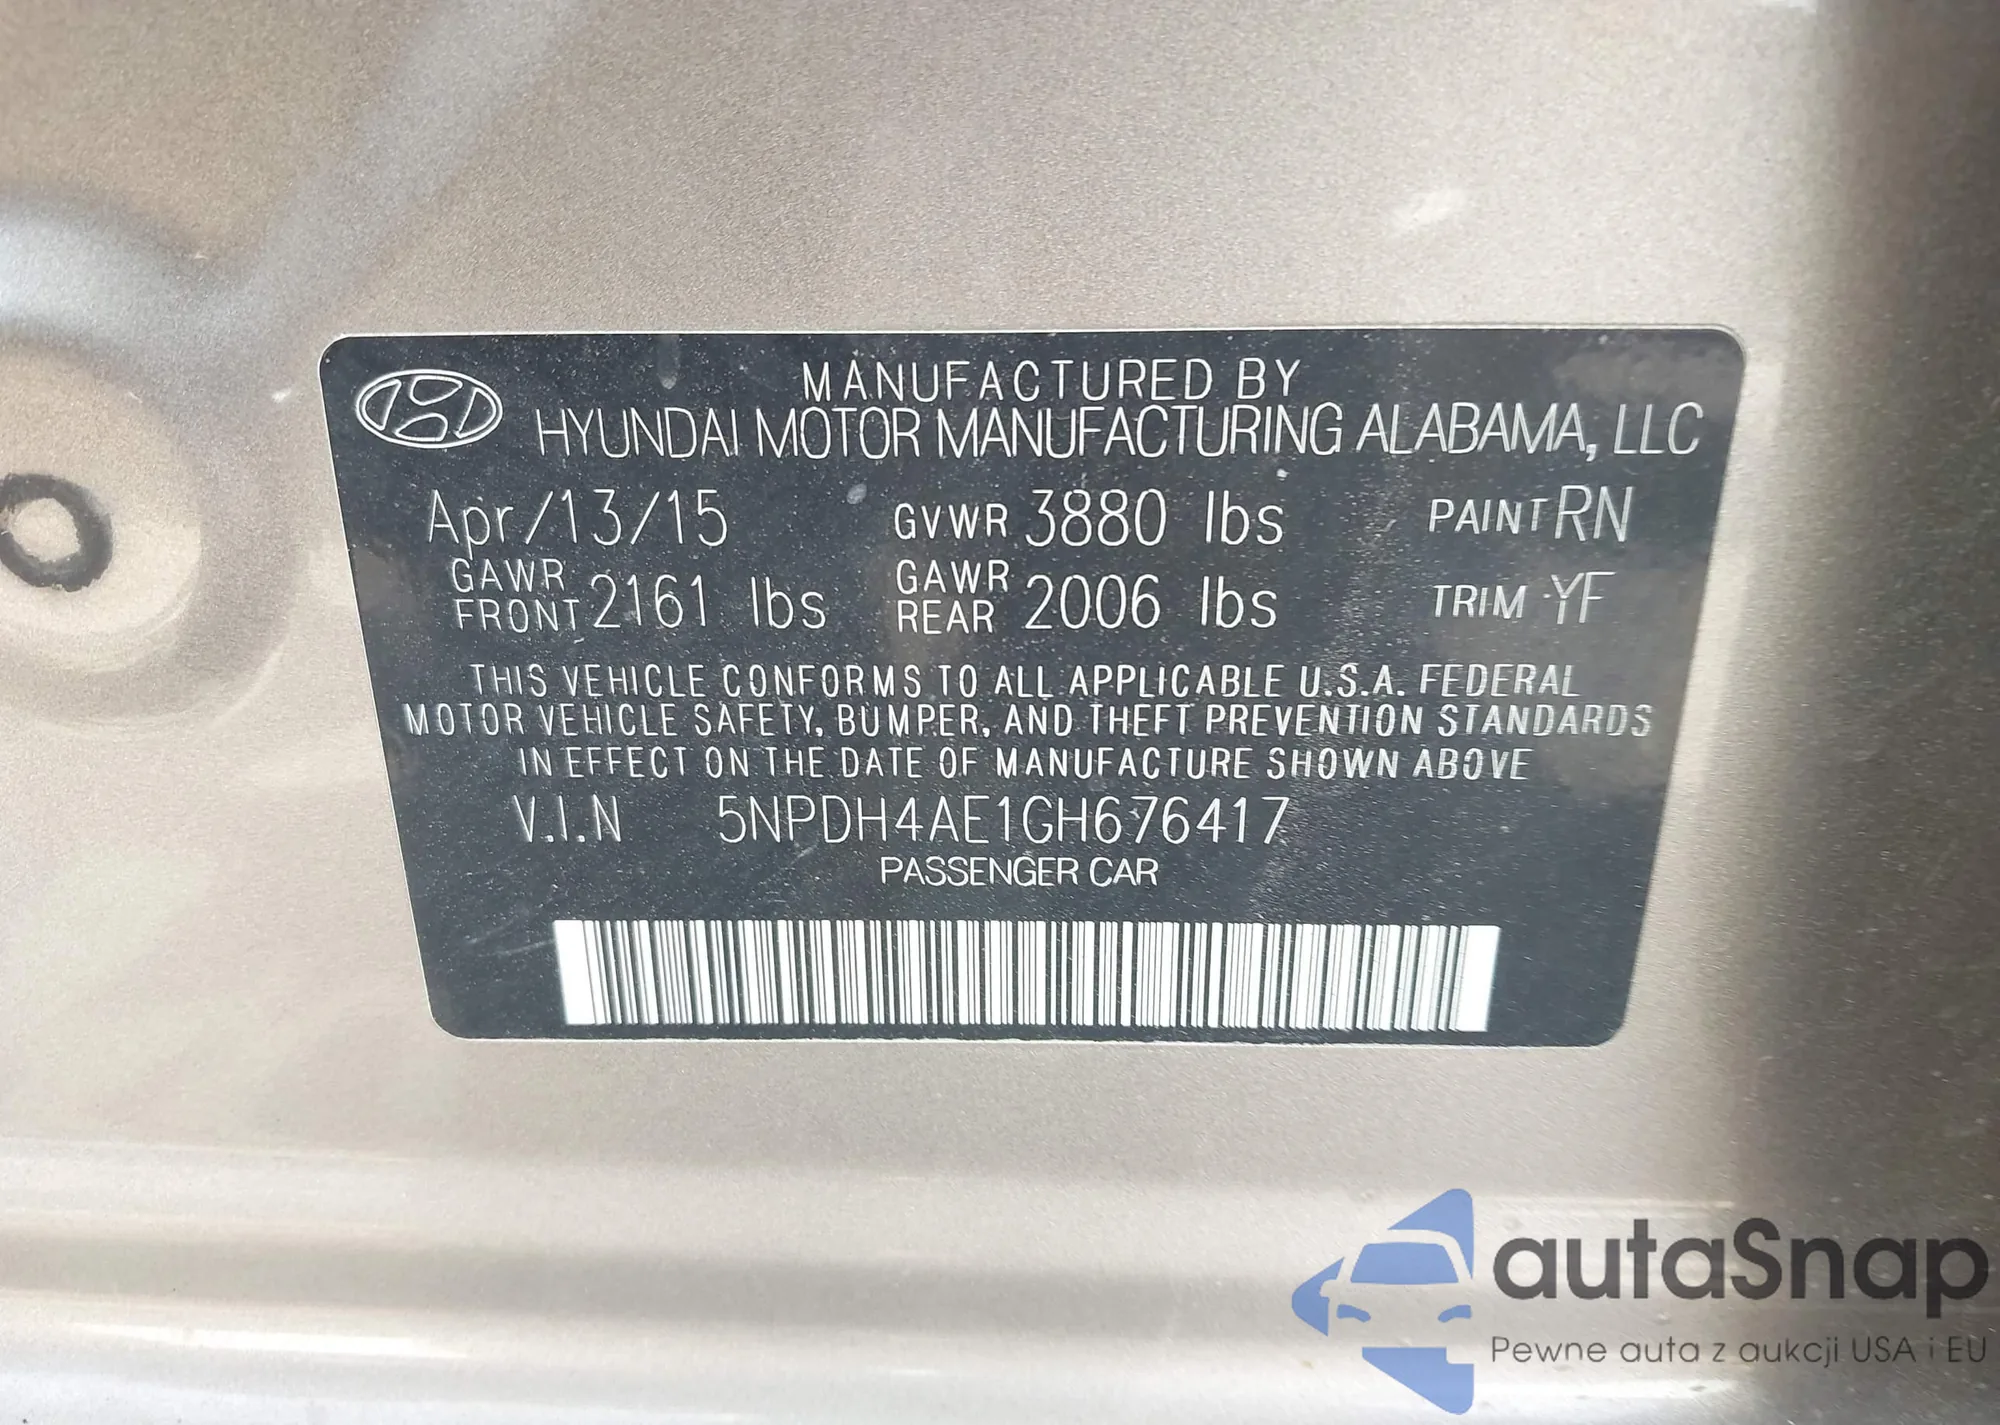 MANUFACTURED BY
HYUNDAI MOTOR MANUFACTURING ALABAMA, LLC
Apr/13/15 GVWR 3880 lbs PAINT RN
GAWR FRONT 2161 lbs GAWR REAR 2006 lbs TRIM YF
THIS VEHICLE CONFORMS TO ALL APPLICABLE U.S.A. FEDERAL
MOTOR VEHICLE SAFETY, BUMPER, AND THEFT PREVENTION STANDARDS
IN EFFECT ON THE DATE OF MANUFACTURE SHOWN ABOVE
V.I.N 5NPDH4AE1GH676417
PASSENGER CAR
autaSnap
Pewne auta z aukcji USA i EU